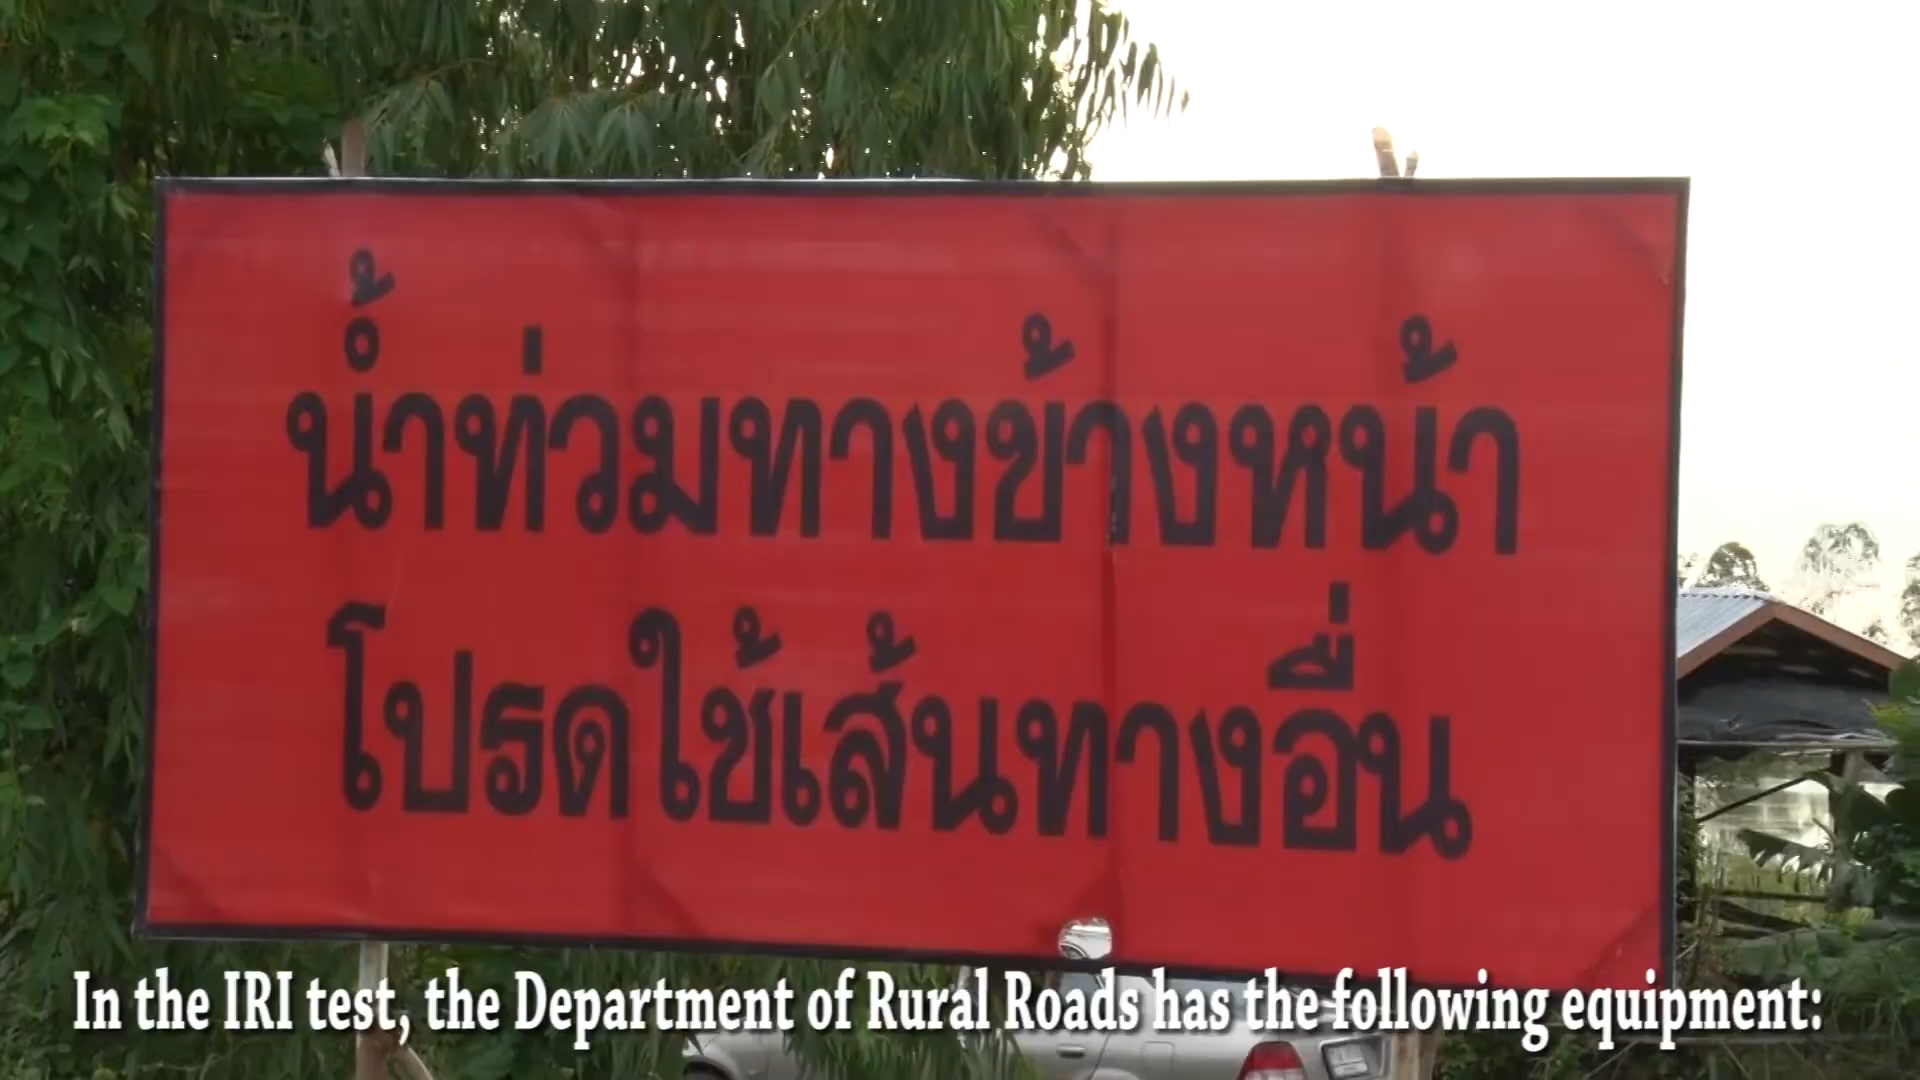 น้ำท่วมทางข้างหน้า
โปรดใช้เส้นทางอื่น
In the IRI test, the Department of Rural Roads has the following equipment: